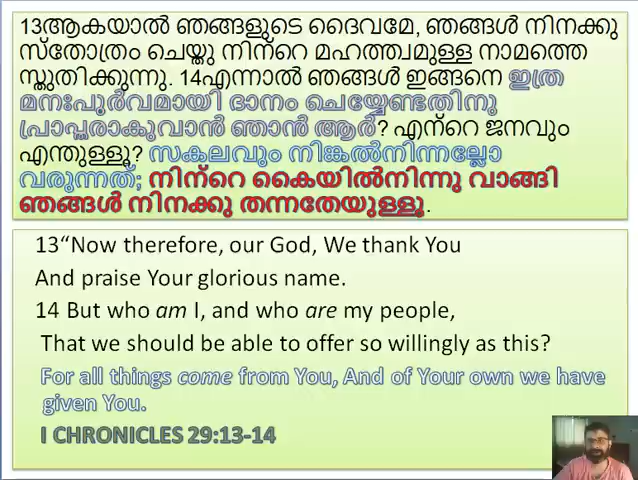 13ആകയാൽ ഞങ്ങളുടെ ദൈവമേ, ഞങ്ങൾ നിനക്കു
സ്തോത്രം ചെയ്തു നിന്റെ മഹത്ത്വമുള്ള നാമത്തെ
സ്തുതിക്കുന്നു. 14എന്നാൽ ഞങ്ങൾ ഇങ്ങനെ ഇത്ര
മനഃപൂർവമായി ദാനം ചെയ്യേണ്ടതിനു
പ്രാപ്തരാകുവാൻ ഞാൻ ആർ? എന്റെ ജനവും
എന്തുള്ളൂ? സകലവും നിങ്കൽനിന്നല്ലോ
വരുന്നത്; നിന്റെ കൈയിൽനിന്നു വാങ്ങി
ഞങ്ങൾ നിനക്കു തന്നതേയുള്ളൂ.
13“Now therefore, our God, We thank You
And praise Your glorious name.
14 But who am I, and who are my people,
That we should be able to offer so willingly as this?
For all things come from You, And of Your own we have
given You.
I CHRONICLES 29:13-14